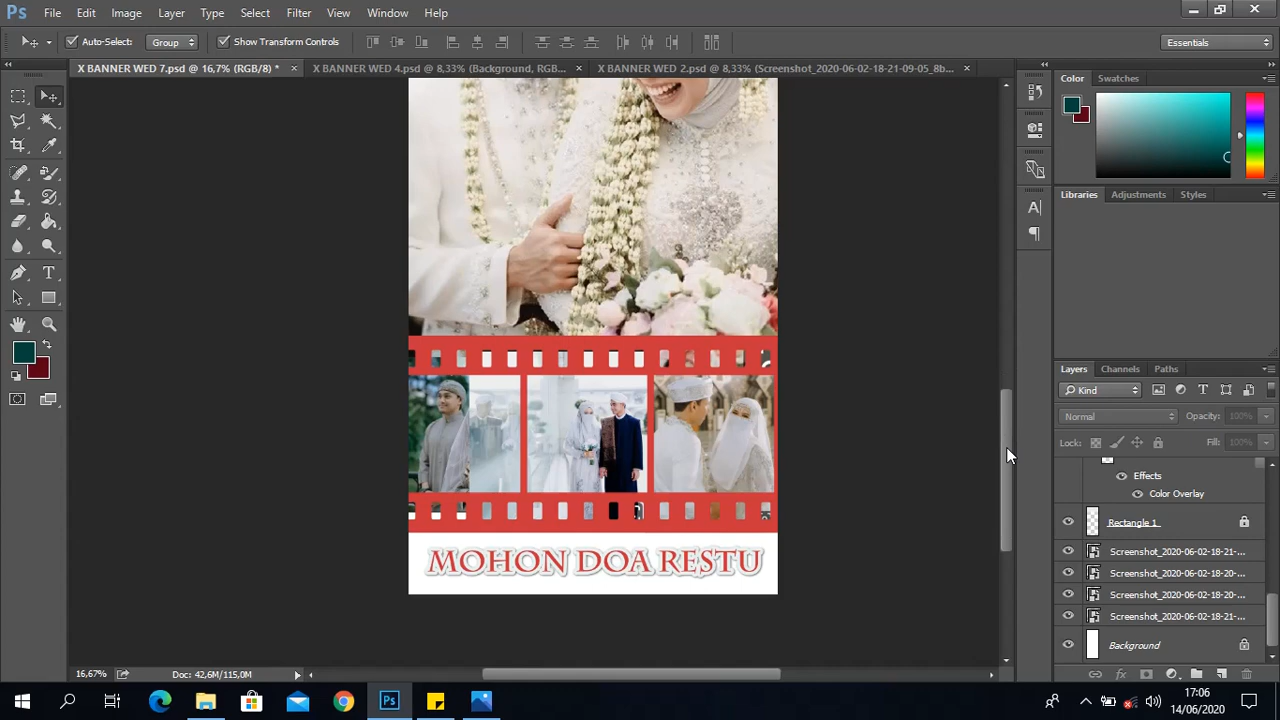 Ps File Edit Image Layer Type Select Filter View Window Help
Auto-Select: Group Show Transform Controls Essentials
X BANNER WED 7.psd @ 16,7% (RGB/8) * × X BANNER WED 4.psd @ 8,33% (Background, RGB... × X BANNER WED 2.psd @ 8,33% (Screenshot_2020-06-02-18-21-09-05_8b... ×
Color Swatches
Libraries Adjustments Styles
Layers Channels Paths
Kind
Normal Opacity: 100%
Lock: Fill: 100%
Effects
Color Overlay
Rectangle 1
Screenshot_2020-06-02-18-21-...
Screenshot_2020-06-02-18-20-...
Screenshot_2020-06-02-18-20-...
Screenshot_2020-06-02-18-21-...
Background
MOHON DOA RESTU
16,67% Doc: 42,6M/115,0M
Ps
17:06
14/06/2020